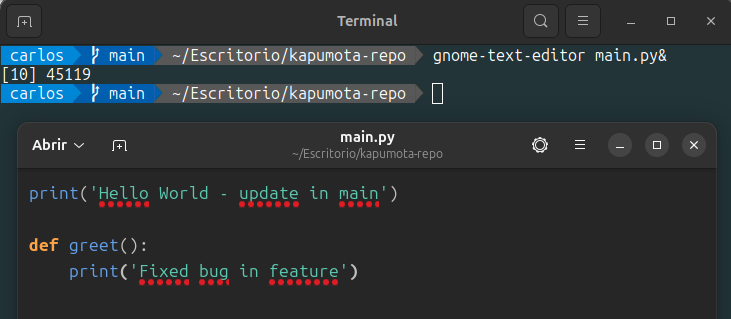 Terminal
carlos main ~/Escritorio/kapumota-repo gnome-text-editor main.py&
[10] 45119
carlos main ~/Escritorio/kapumota-repo
Abrir
main.py
~/Escritorio/kapumota-repo
print('Hello World - update in main')
def greet():
    print('Fixed bug in feature')